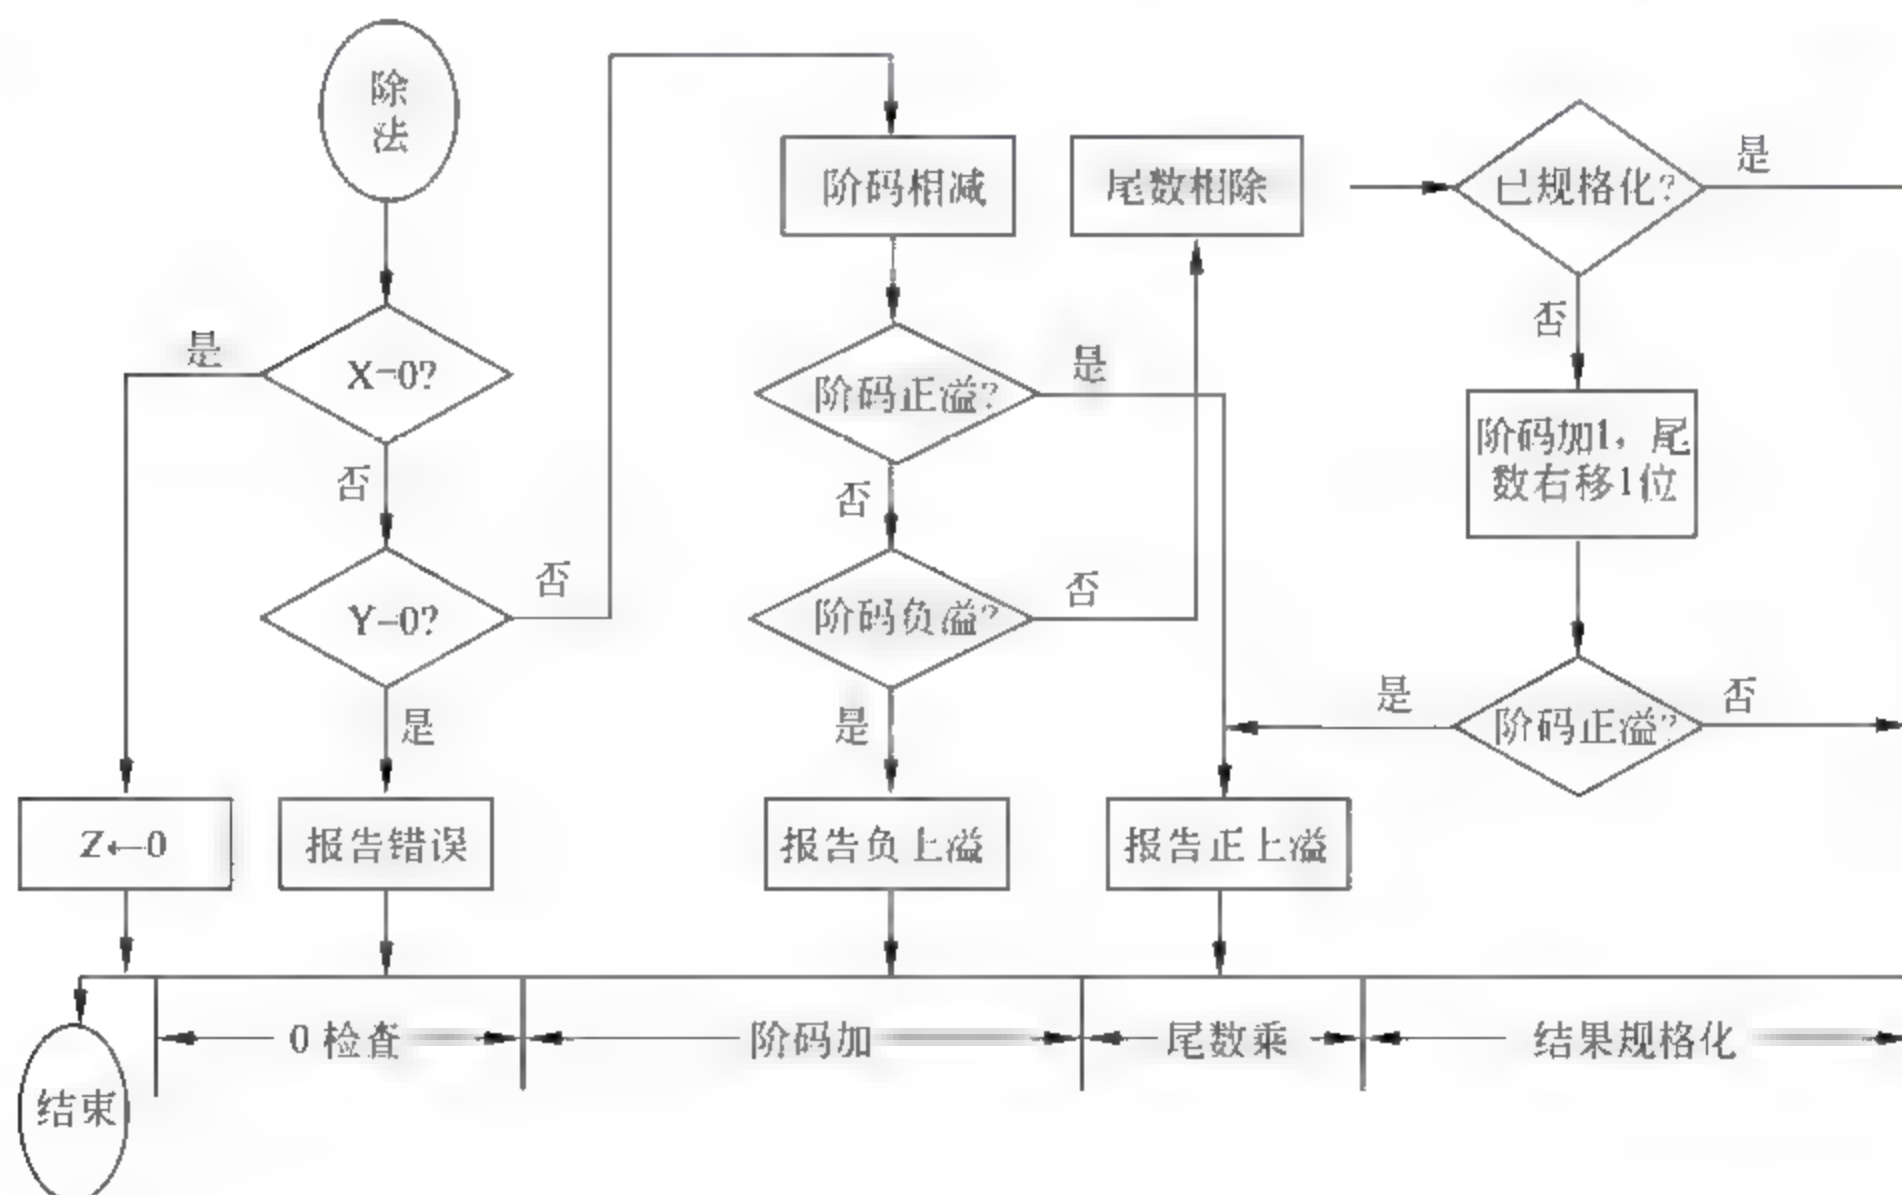 除
法
X=0?
是
否
Y=0?
否
是
Z←0
报告错误
阶码相减
阶码正溢?
是
否
阶码负溢?
否
是
报告负上溢
尾数相除
报告正上溢
已规格化?
是
否
阶码加1，尾
数右移1位
阶码正溢?
是
否
0 检查
阶码加
尾数乘
结果规格化
结束